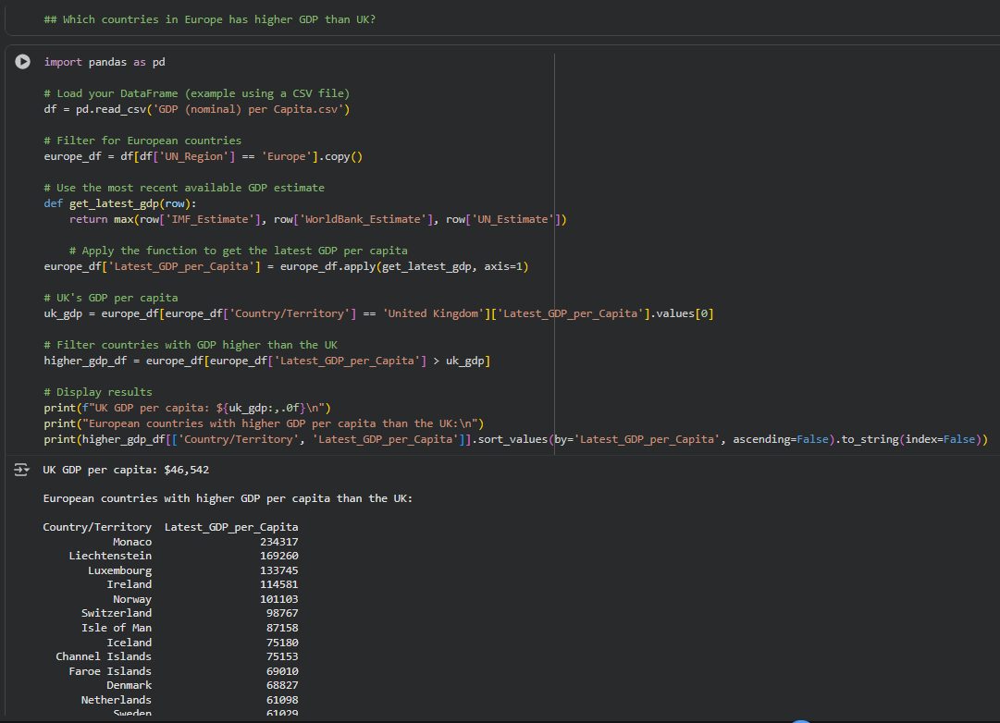 ## Which countries in Europe has higher GDP than UK?
import pandas as pd
# Load your DataFrame (example using a CSV file)
df = pd.read_csv('GDP (nominal) per Capita.csv')
# Filter for European countries
europe_df = df[df['UN_Region'] == 'Europe'].copy()
# Use the most recent available GDP estimate
def get_latest_gdp(row):
    return max(row['IMF_Estimate'], row['WorldBank_Estimate'], row['UN_Estimate'])
    # Apply the function to get the latest GDP per capita
europe_df['Latest_GDP_per_Capita'] = europe_df.apply(get_latest_gdp, axis=1)
# UK's GDP per capita
uk_gdp = europe_df[europe_df['Country/Territory'] == 'United Kingdom']['Latest_GDP_per_Capita'].values[0]
# Filter countries with GDP higher than the UK
higher_gdp_df = europe_df[europe_df['Latest_GDP_per_Capita'] > uk_gdp]
# Display results
print(f"UK GDP per capita: ${uk_gdp:,.0f}\n")
print("European countries with higher GDP per capita than the UK:\n")
print(higher_gdp_df[['Country/Territory', 'Latest_GDP_per_Capita']].sort_values(by='Latest_GDP_per_Capita', ascending=False).to_string(index=False))
UK GDP per capita: $46,542
European countries with higher GDP per capita than the UK:
Country/Territory  Latest_GDP_per_Capita
Monaco 234317
Liechtenstein 169260
Luxembourg 133745
Ireland 114581
Norway 101103
Switzerland 98767
Isle of Man 87158
Iceland 75180
Channel Islands 75153
Faroe Islands 69010
Denmark 68827
Netherlands 61098
Sweden 61029